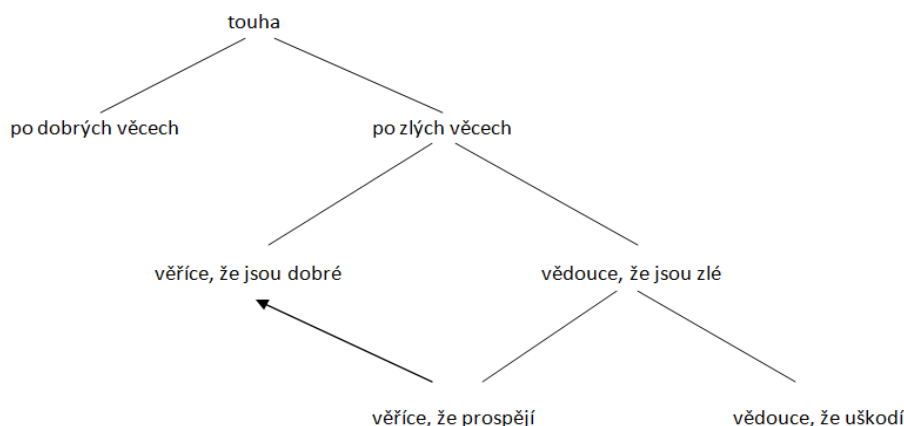 touha
po dobrých věcech
po zlých věcech
věříce, že jsou dobré
vědouce, že jsou zlé
věříce, že prospějí
vědouce, že uškodí